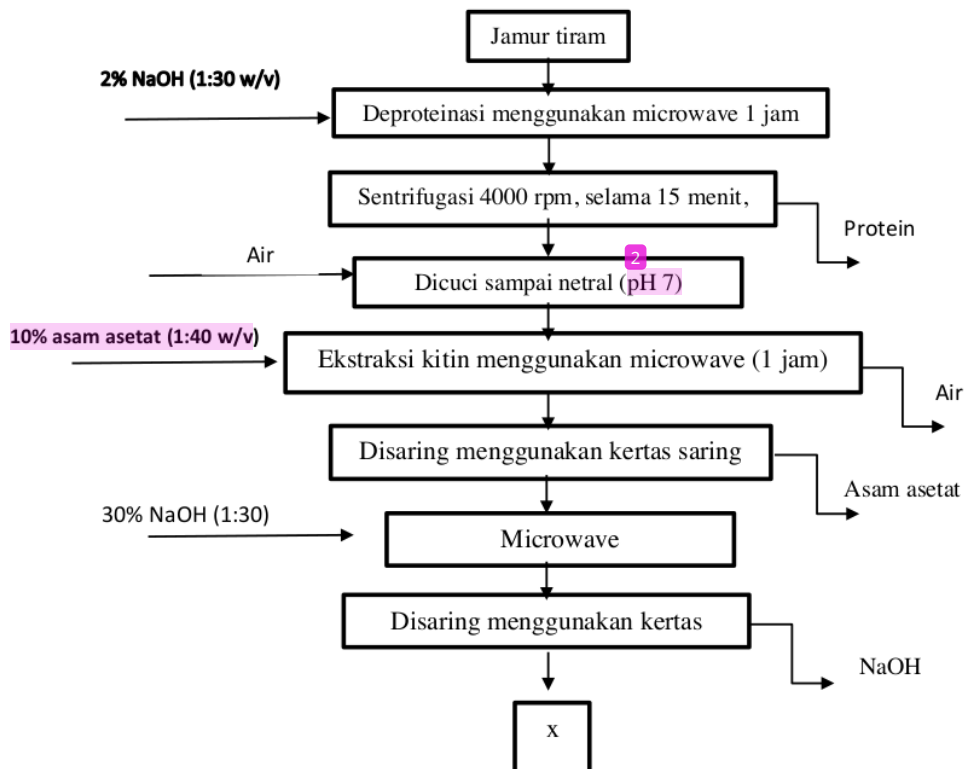 Jamur tiram
2% NaOH (1:30 w/v)
Deproteinasi menggunakan microwave 1 jam
Sentrifugasi 4000 rpm, selama 15 menit,
Protein
Air
2
Dicuci sampai netral (pH 7)
10% asam asetat (1:40 w/v)
Ekstraksi kitin menggunakan microwave (1 jam)
Air
Disaring menggunakan kertas saring
Asam asetat
30% NaOH (1:30)
Microwave
Disaring menggunakan kertas
NaOH
x